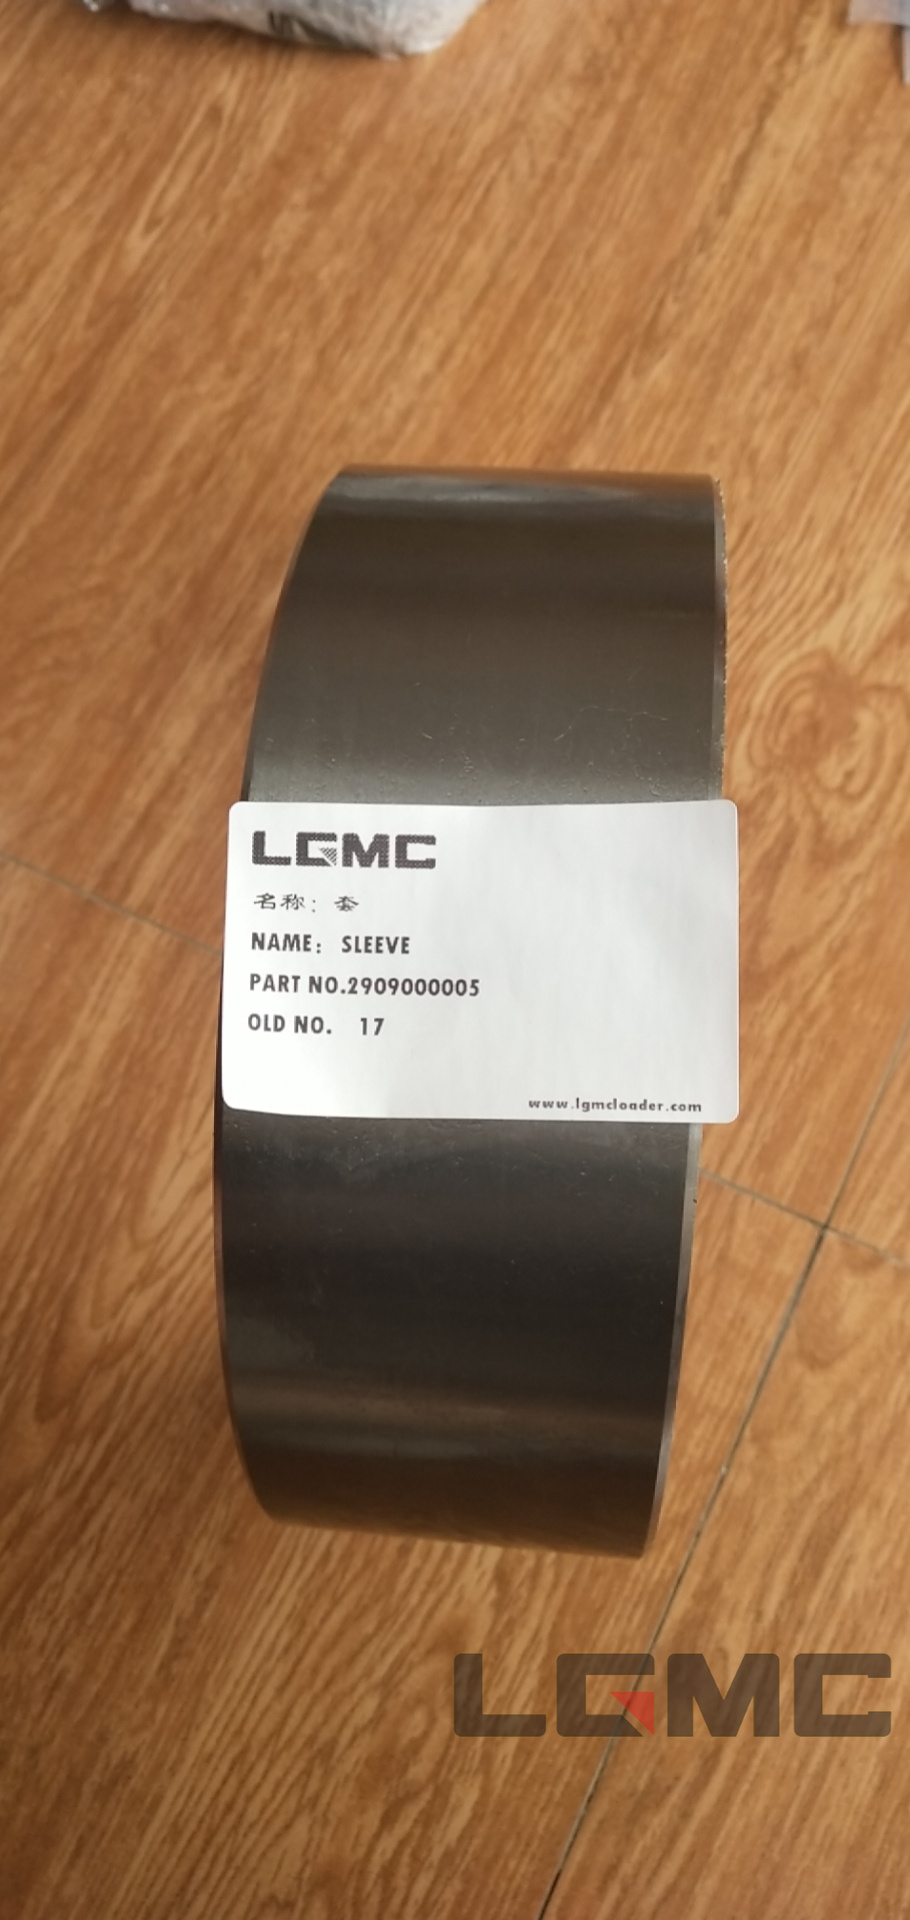 LGMC
名称: 套
NAME: SLEEVE
PART NO.2909000005
OLD NO. 17
www.lgmcloader.com
LGMC